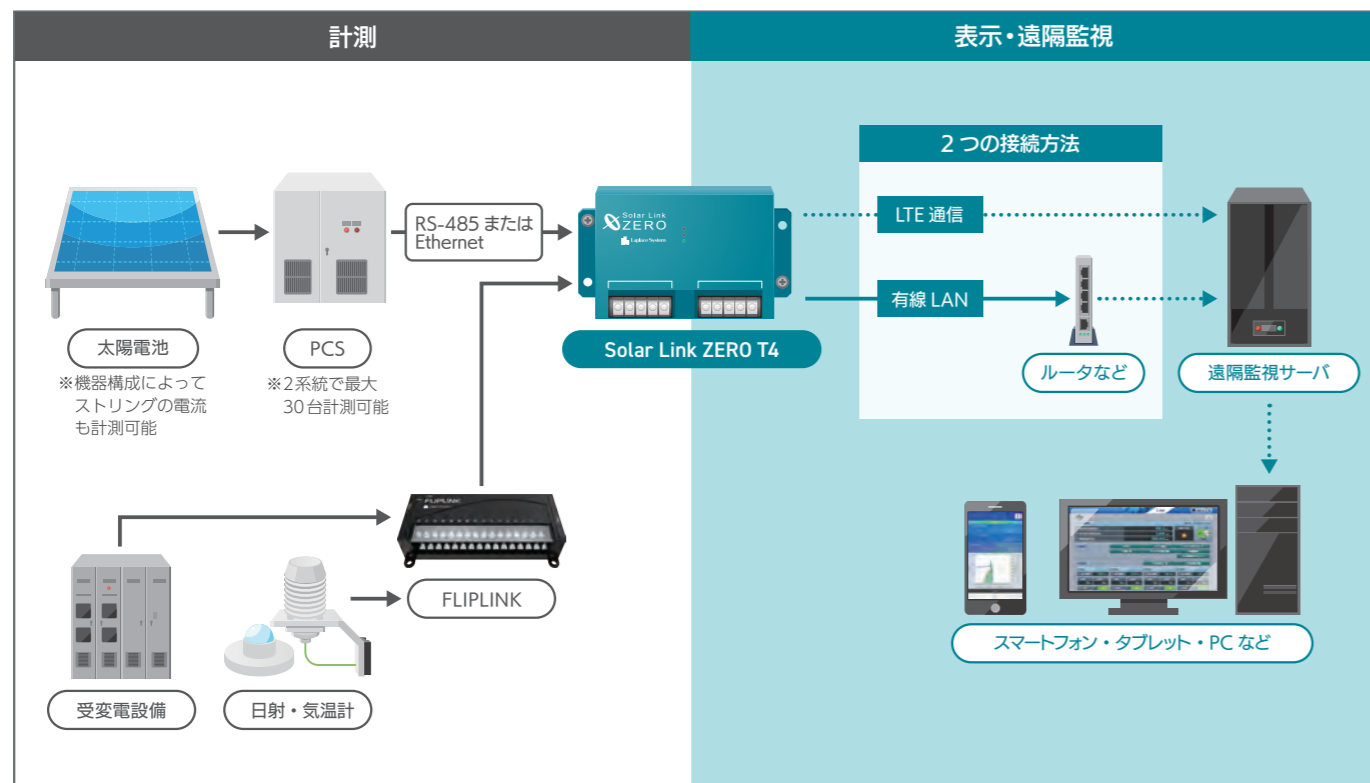 計測
表示・遠隔監視
2 つの接続方法
RS-485 または
Ethernet
Solar Link
ZERO
Laplace System
LTE 通信
有線 LAN
Solar Link ZERO T4
太陽電池
※機器構成によって
ストリングの電流
も計測可能
PCS
※2系統で最大
30台計測可能
ルータなど
遠隔監視サーバ
FLIPLINK
FLIPLINK
受変電設備
日射・気温計
スマートフォン・タブレット・PC など